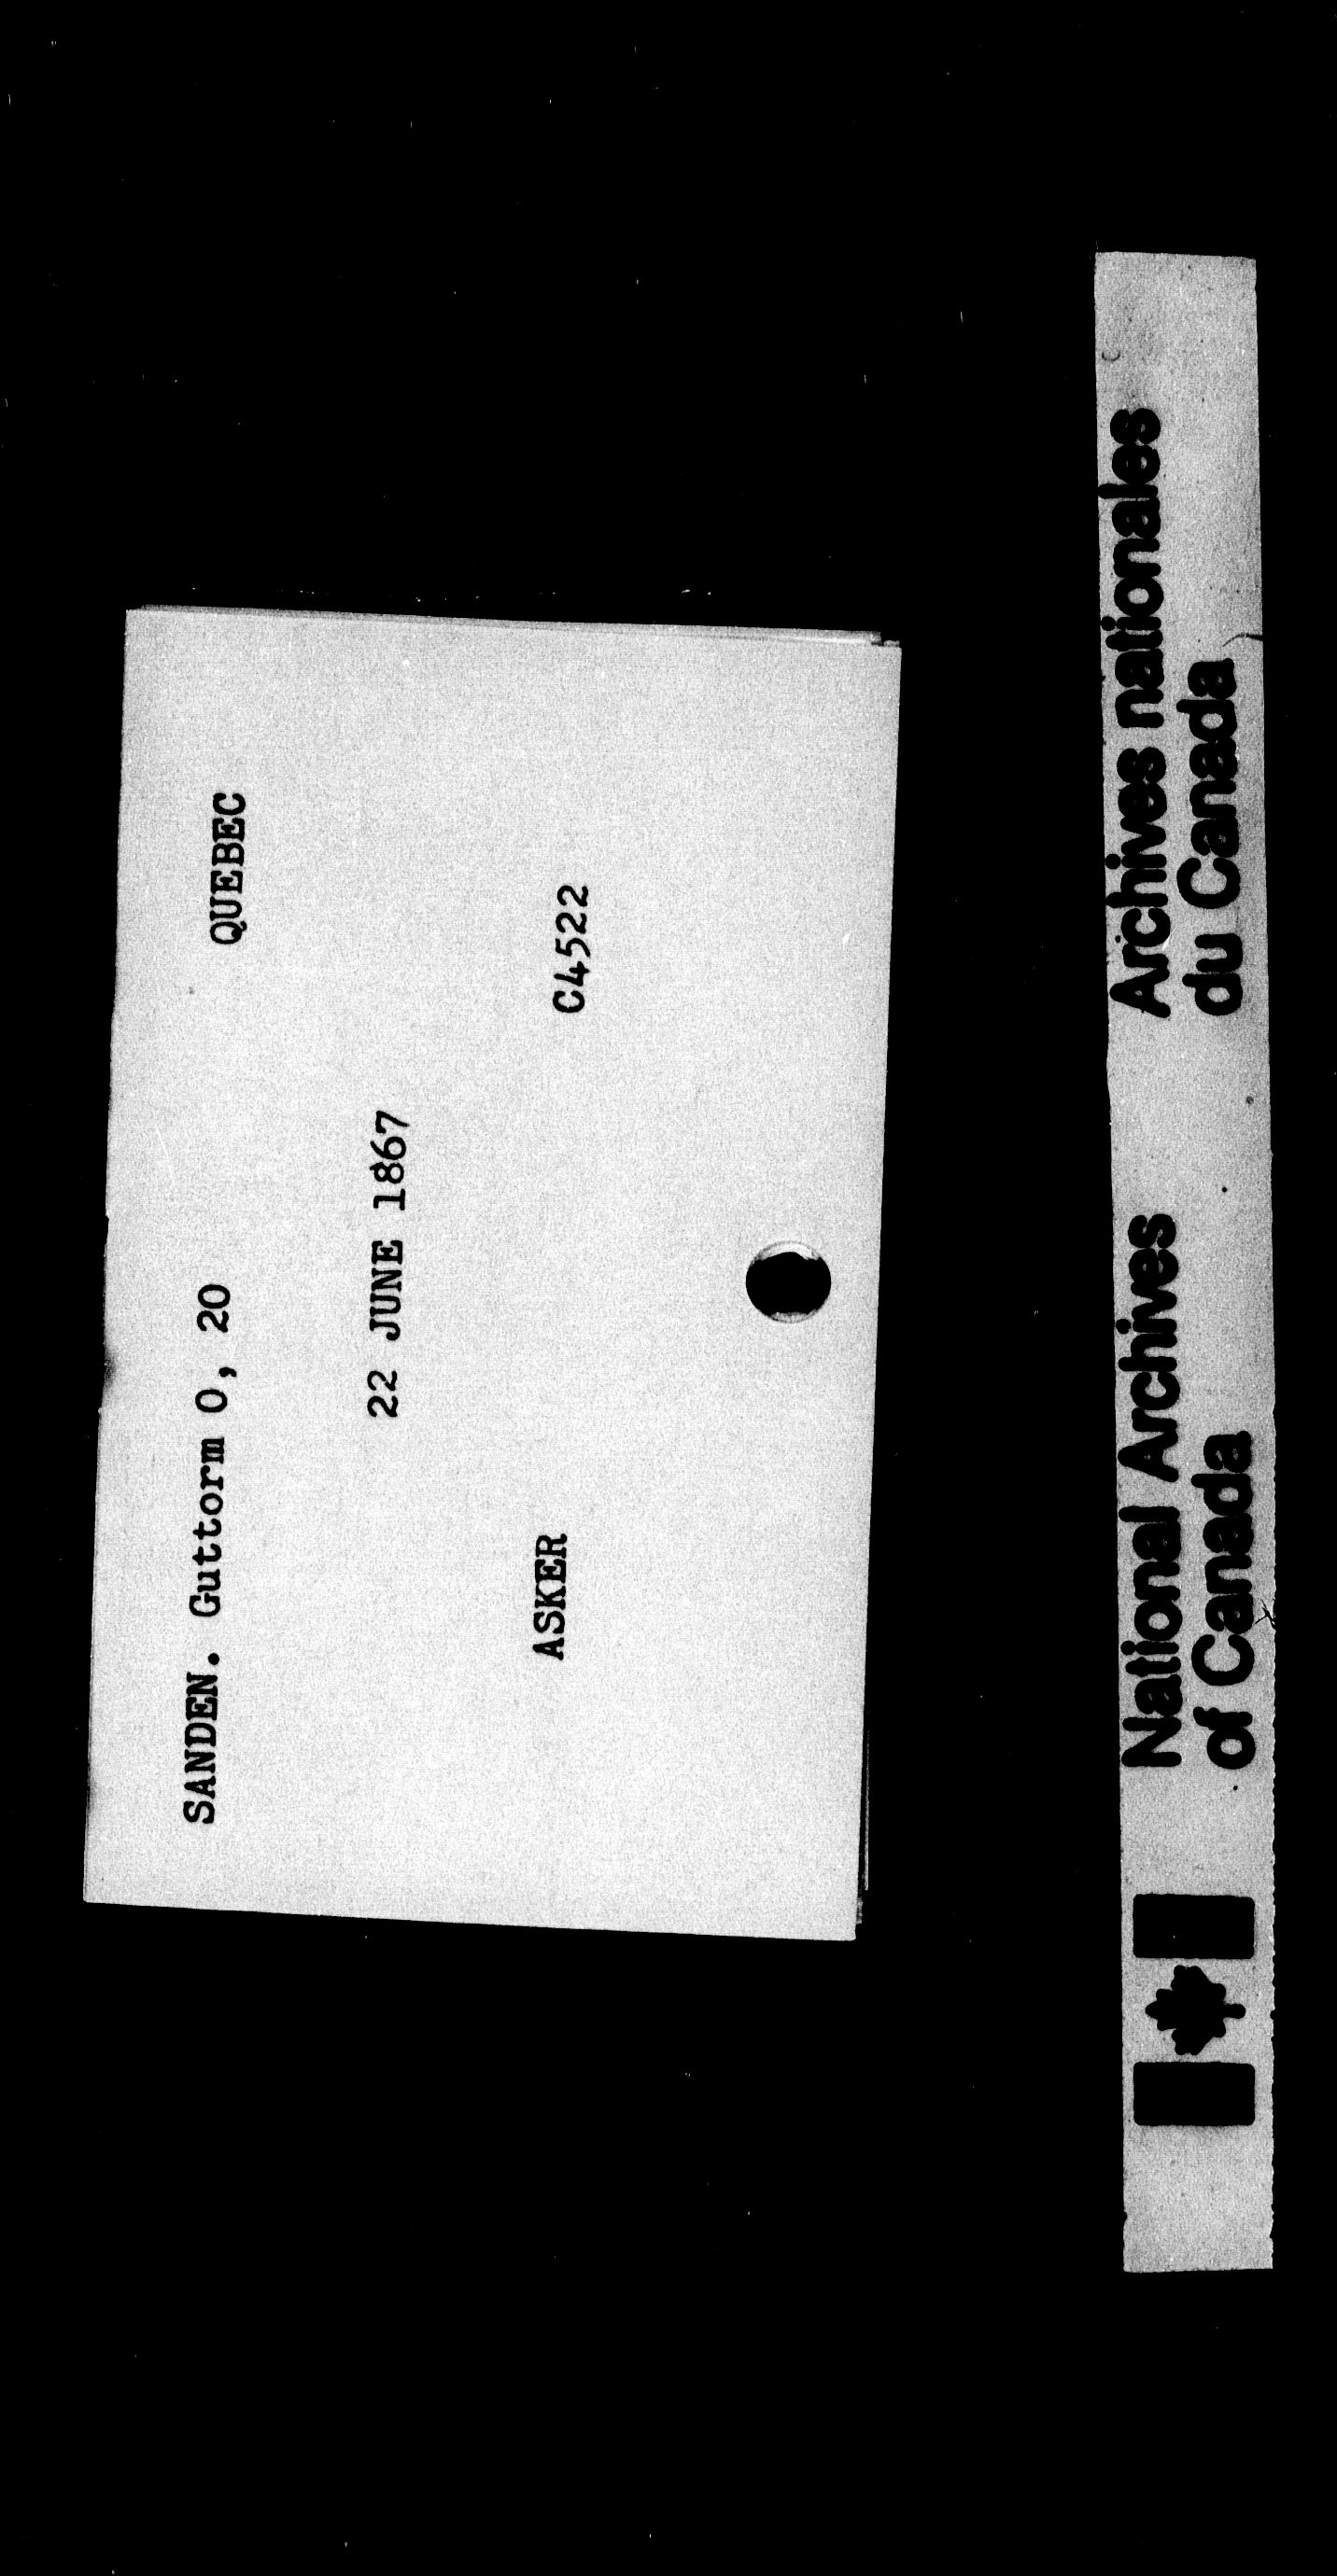 SANDEN. Guttorm O, 20 QUEBEC
22 JUNE 1867
ASKER C4522
National Archives
of Canada
Archives nationales
du Canada